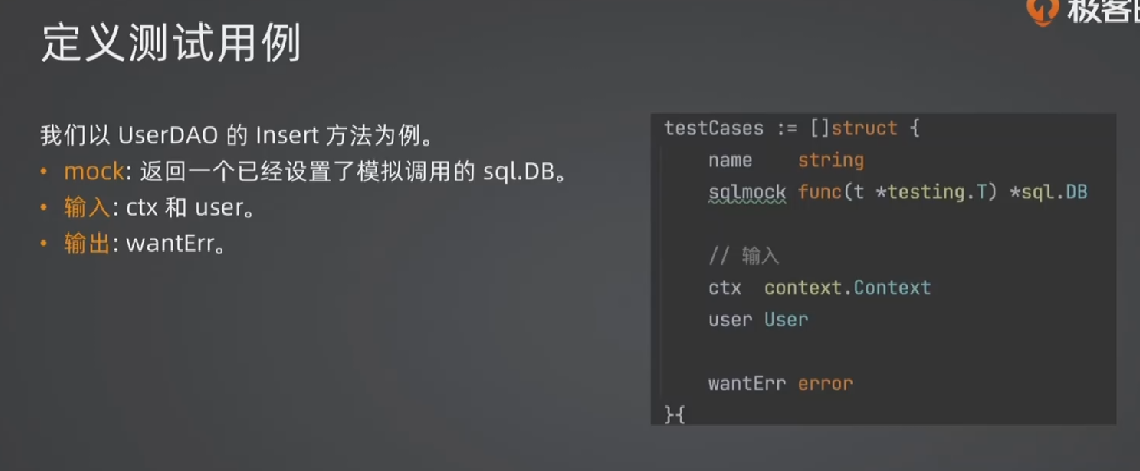 极客
定义测试用例
我们以 UserDAO 的 Insert 方法为例。
• mock: 返回一个已经设置了模拟调用的 sql.DB。
• 输入: ctx 和 user。
• 输出: wantErr。
testCases := []struct {
name string
sqlmock func(t *testing.T) *sql.DB
// 输入
ctx context.Context
user User
wantErr error
}{